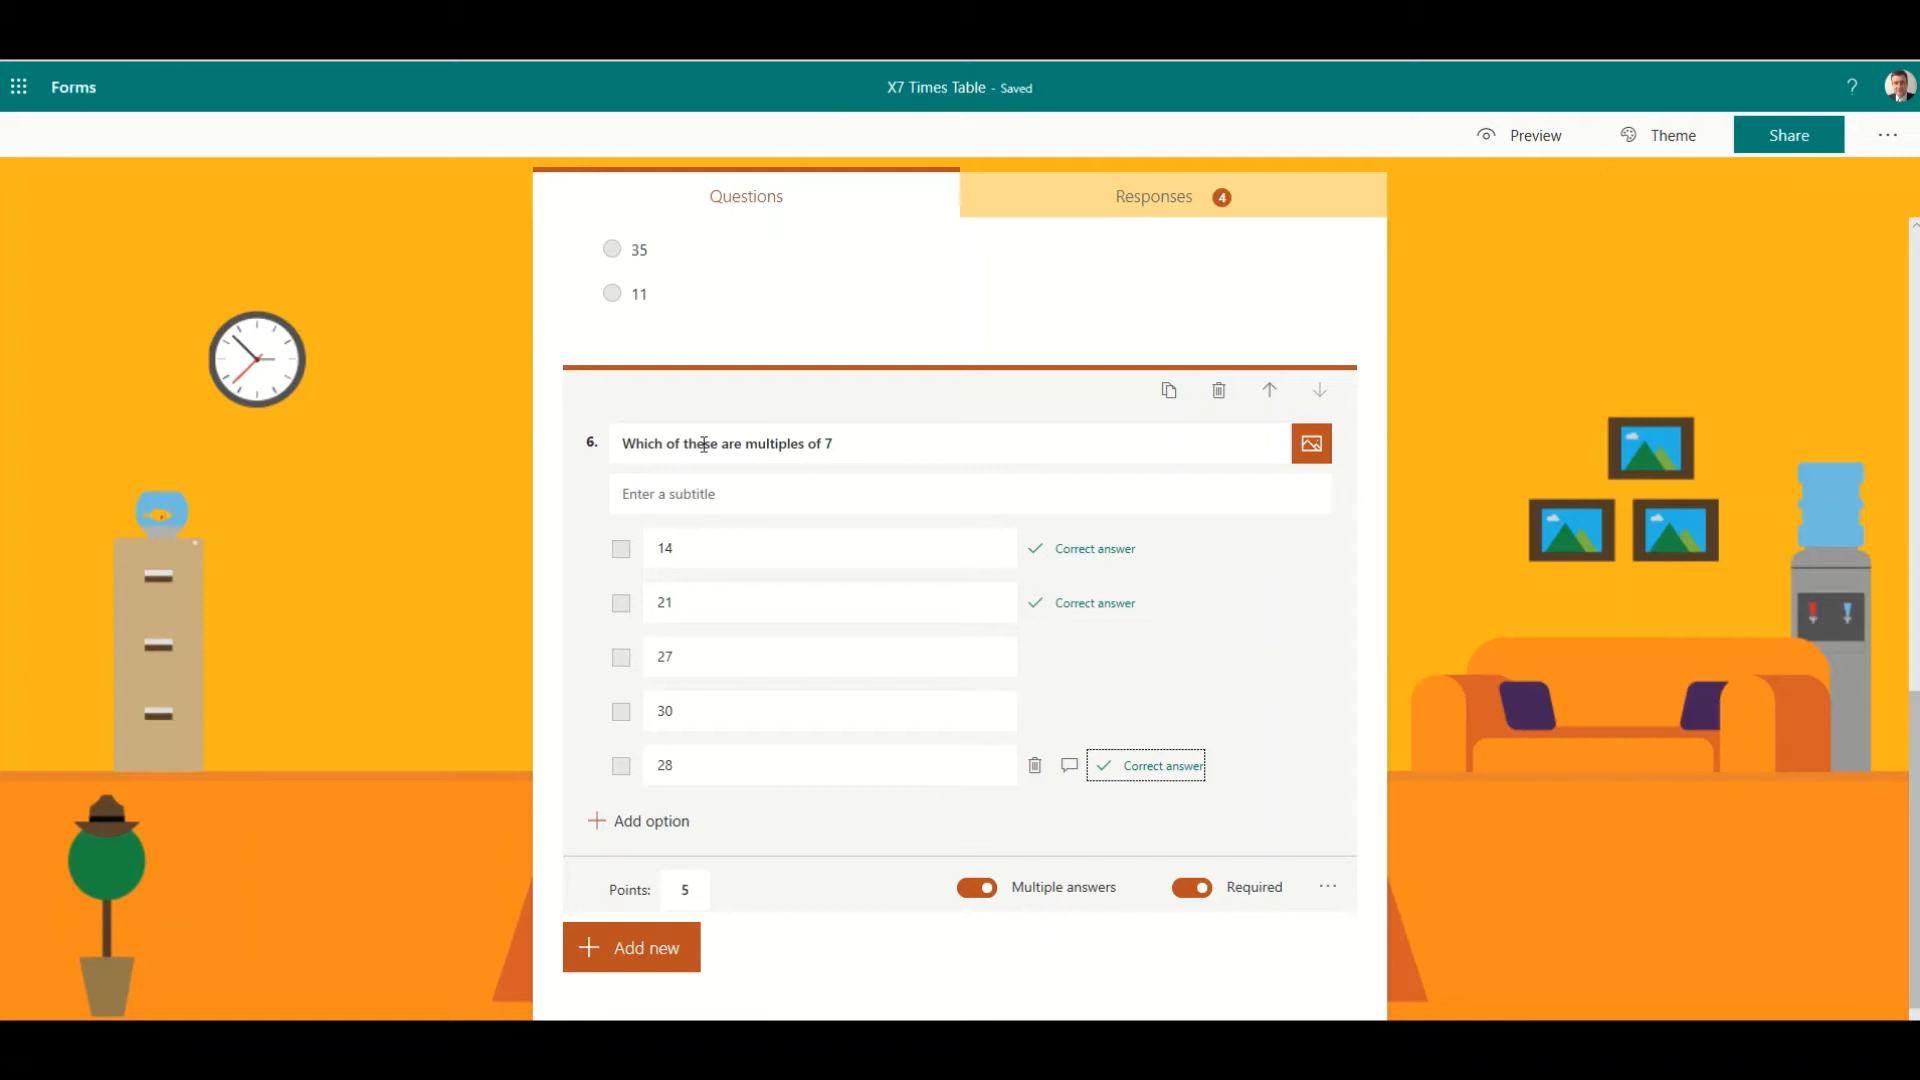 Forms
X7 Times Table - Saved
?
Preview
Theme
Share
Questions
Responses 4
35
11
6. Which of these are multiples of 7
Enter a subtitle
14 Correct answer
21 Correct answer
27
30
28 Correct answer
Add option
Points: 5
Multiple answers
Required
Add new